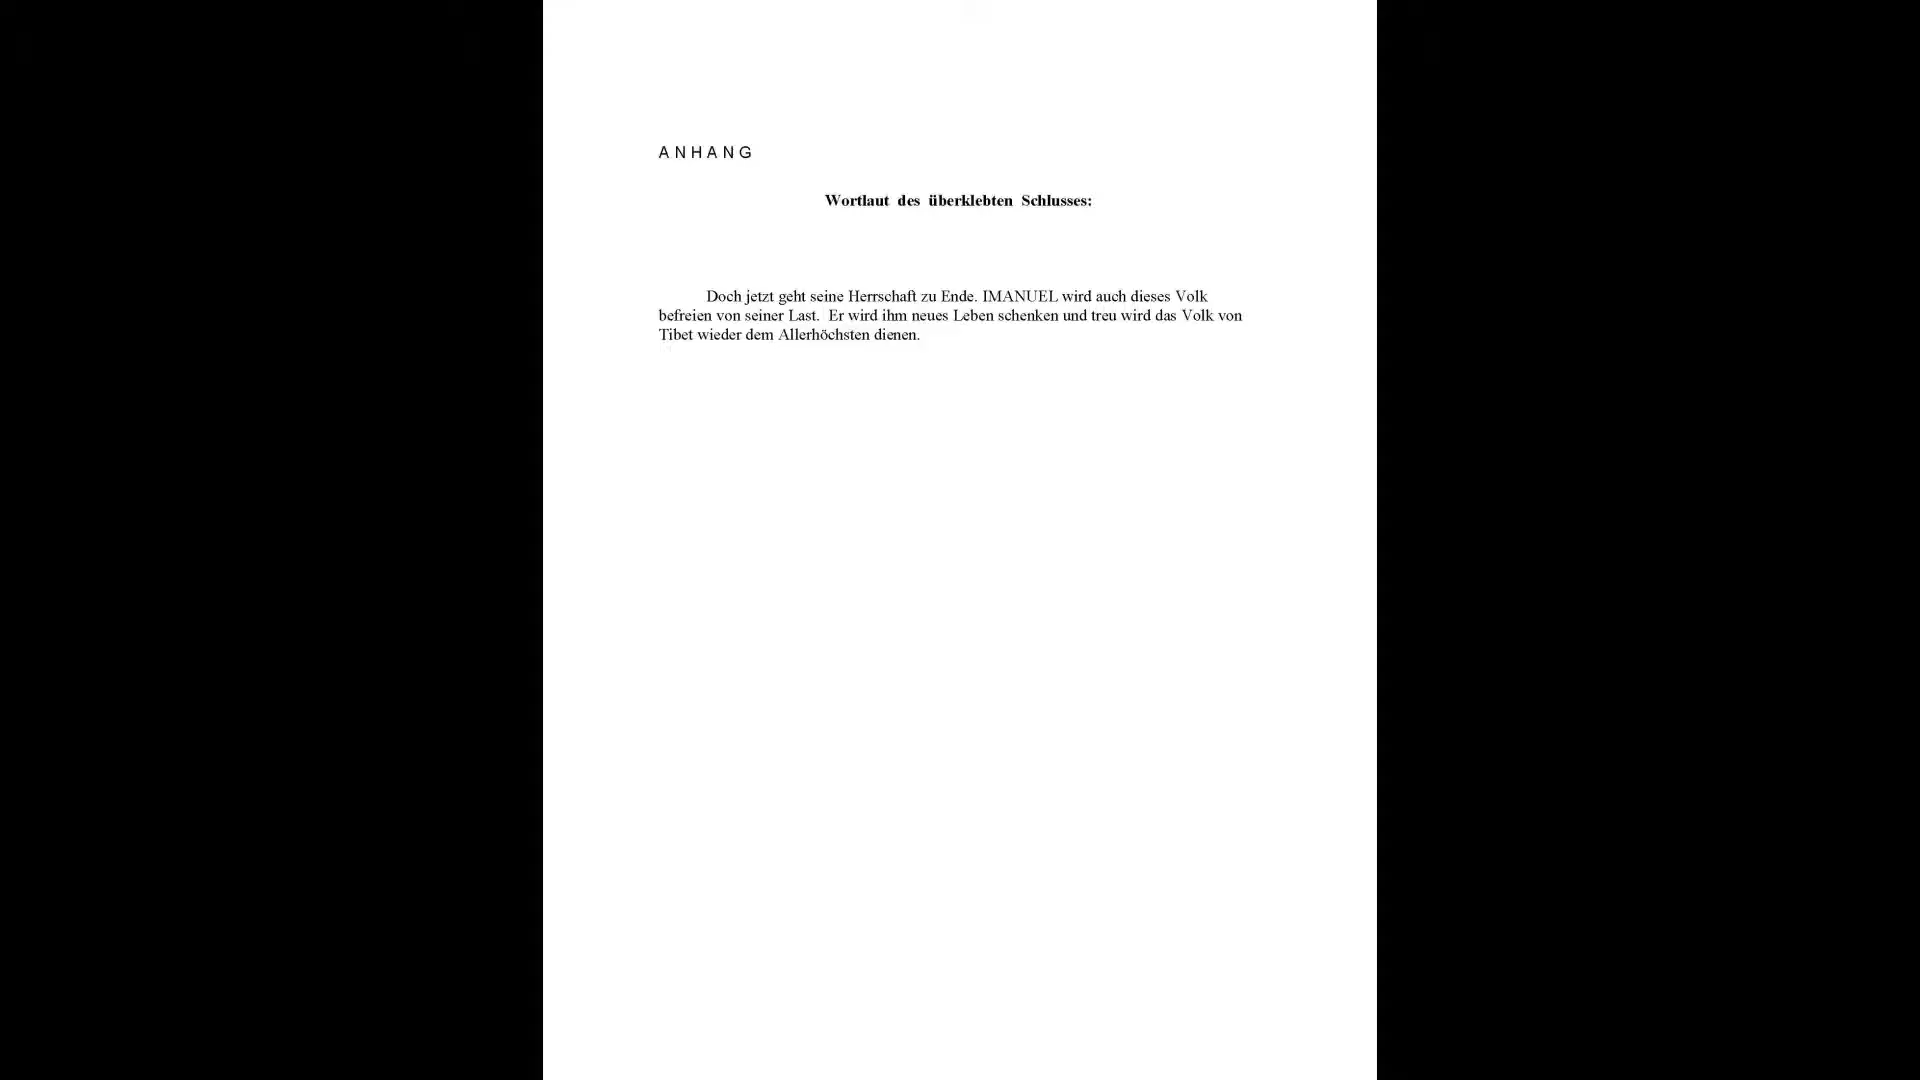 ANHANG
Wortlaut des überklebten Schlusses:
Doch jetzt geht seine Herrschaft zu Ende. IMANUEL wird auch dieses Volk
befreien von seiner Last. Er wird ihm neues Leben schenken und treu wird das Volk von
Tibet wieder dem Allerhöchsten dienen.